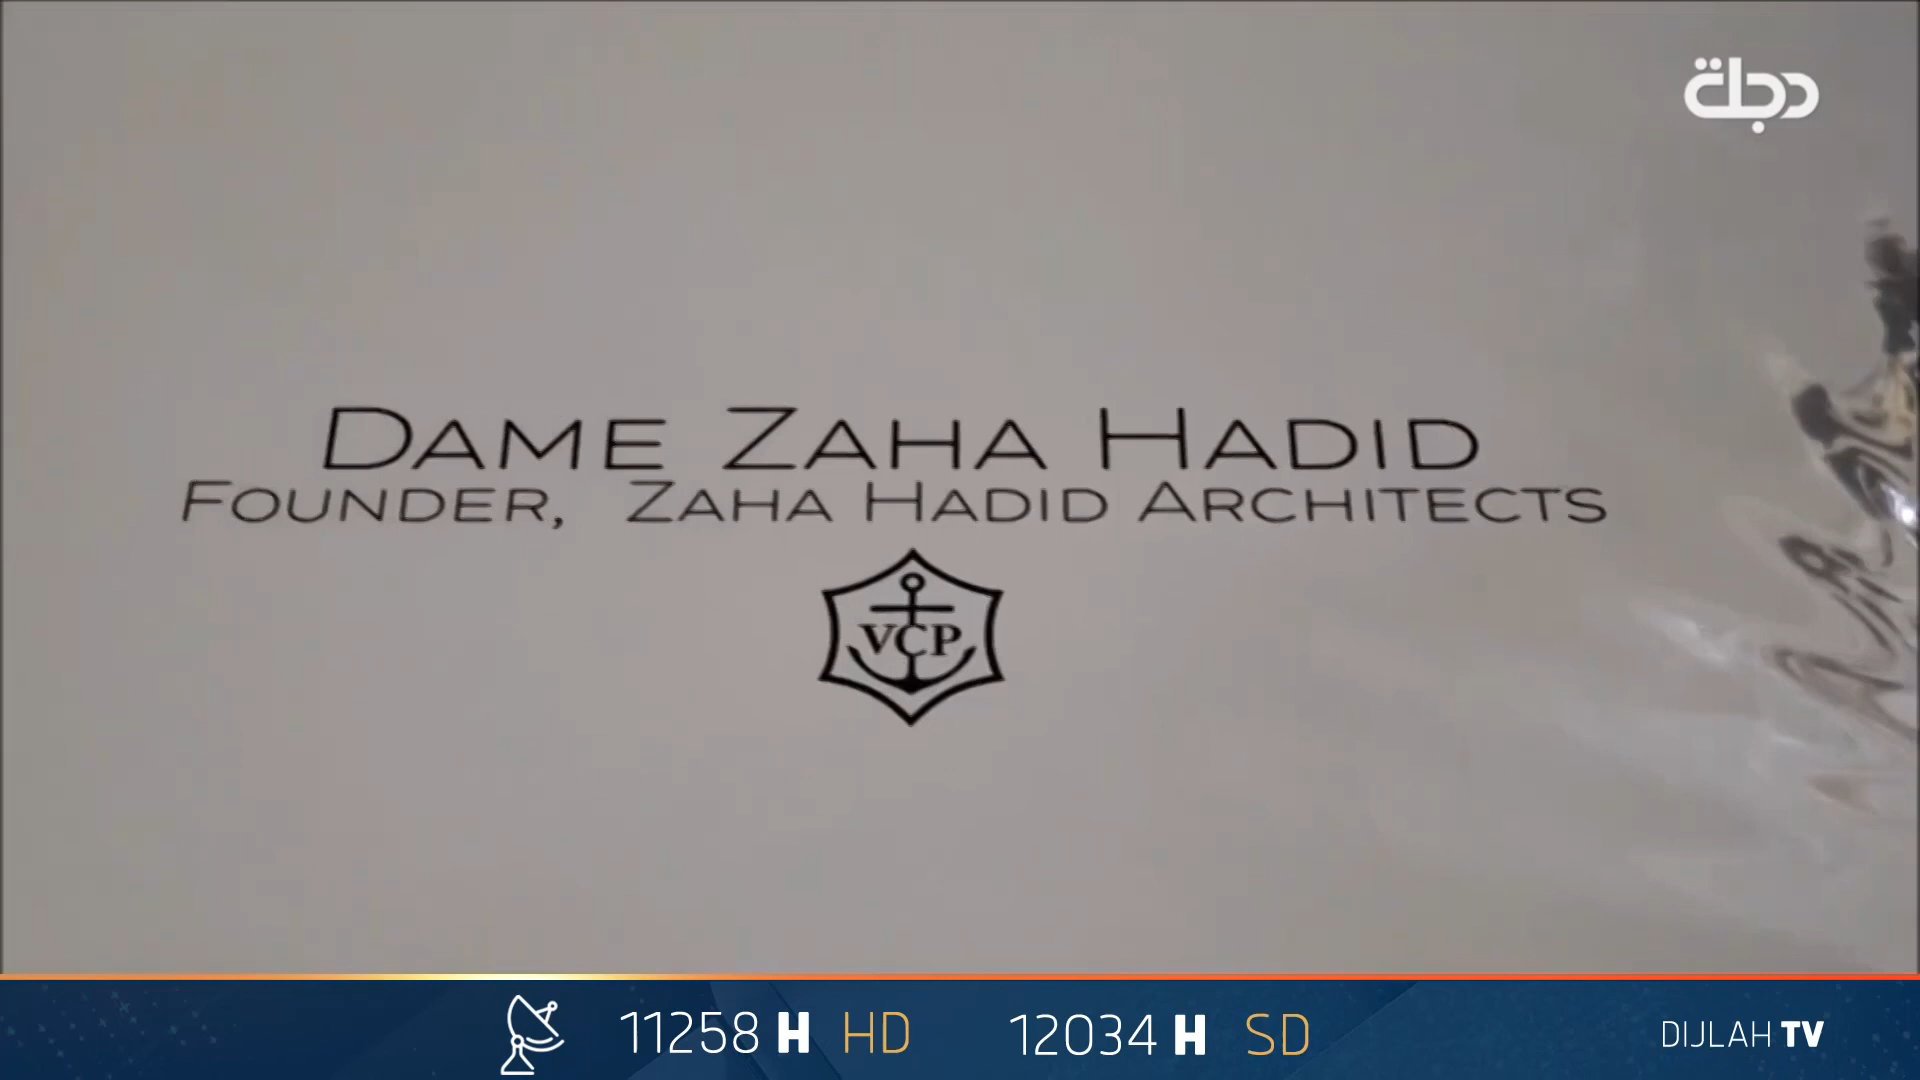 دجلة
DAME ZAHA HADID
FOUNDER, ZAHA HADID ARCHITECTS
VCP
11258 H HD 12034 H SD
DIJLAH TV